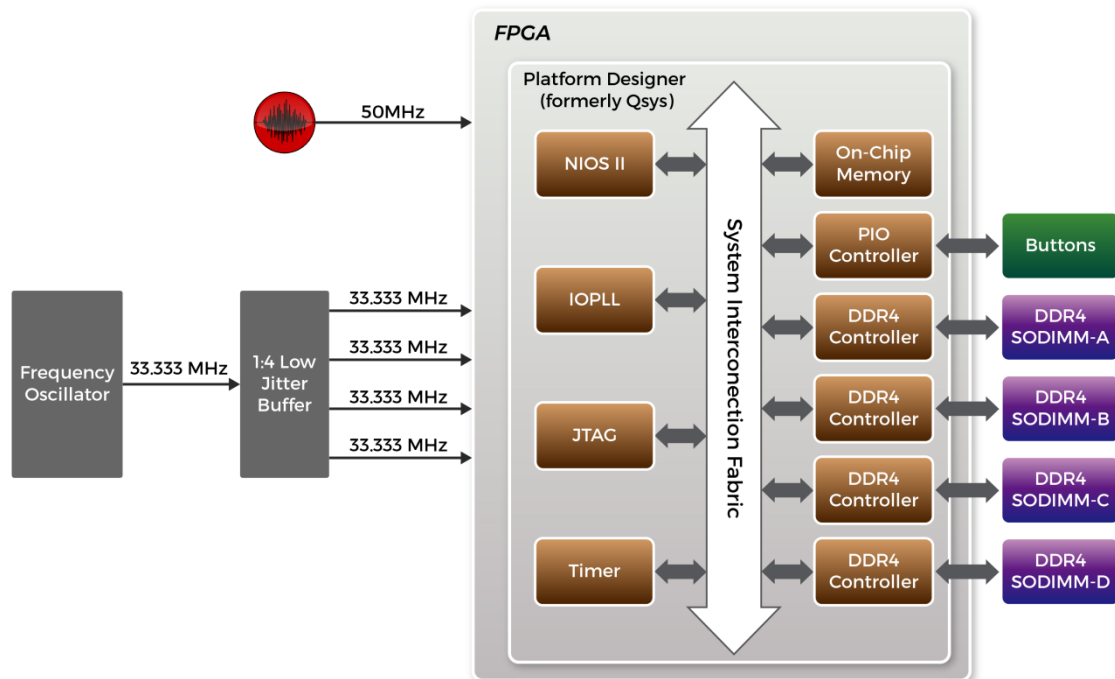 FPGA
Platform Designer
(formerly Qsys)
50MHz
NIOS II
On-Chip
Memory
PIO
Controller
Buttons
IOPLL
33.333 MHz
33.333 MHz
33.333 MHz
33.333 MHz
33.333 MHz
Frequency
Oscillator
1:4 Low
Jitter
Buffer
System Interconection Fabric
DDR4
Controller
DDR4
SODIMM-A
DDR4
Controller
DDR4
SODIMM-B
JTAG
DDR4
Controller
DDR4
SODIMM-C
Timer
DDR4
Controller
DDR4
SODIMM-D